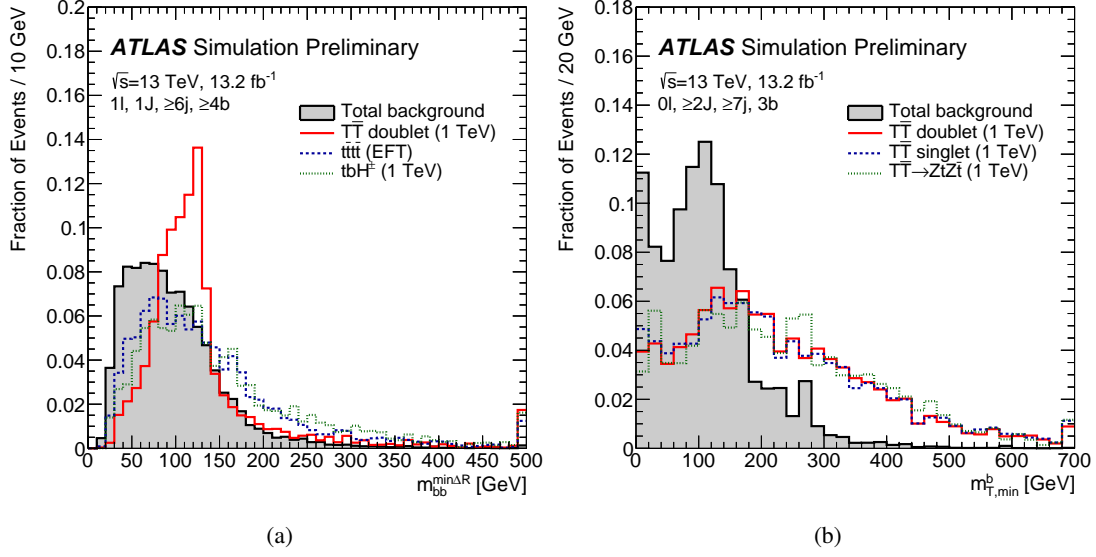 Fraction of Events / 10 GeV
0.2
0.18
0.16
0.14
0.12
0.1
0.08
0.06
0.04
0.02
0
ATLAS Simulation Preliminary
√s=13 TeV, 13.2 fb⁻¹
1l, 1J, ≥6j, ≥4b
Total background
TT̅ doublet (1 TeV)
tt̅tt̅ (EFT)
tbH± (1 TeV)
0 50 100 150 200 250 300 350 400 450 500
m_bb^minΔR [GeV]
(a)
Fraction of Events / 20 GeV
0.18
0.16
0.14
0.12
0.1
0.08
0.06
0.04
0.02
0
ATLAS Simulation Preliminary
√s=13 TeV, 13.2 fb⁻¹
0l, ≥2J, ≥7j, 3b
Total background
TT̅ doublet (1 TeV)
TT̅ singlet (1 TeV)
TT̅→ZtZt̅ (1 TeV)
0 100 200 300 400 500 600 700
m_T,min^b [GeV]
(b)